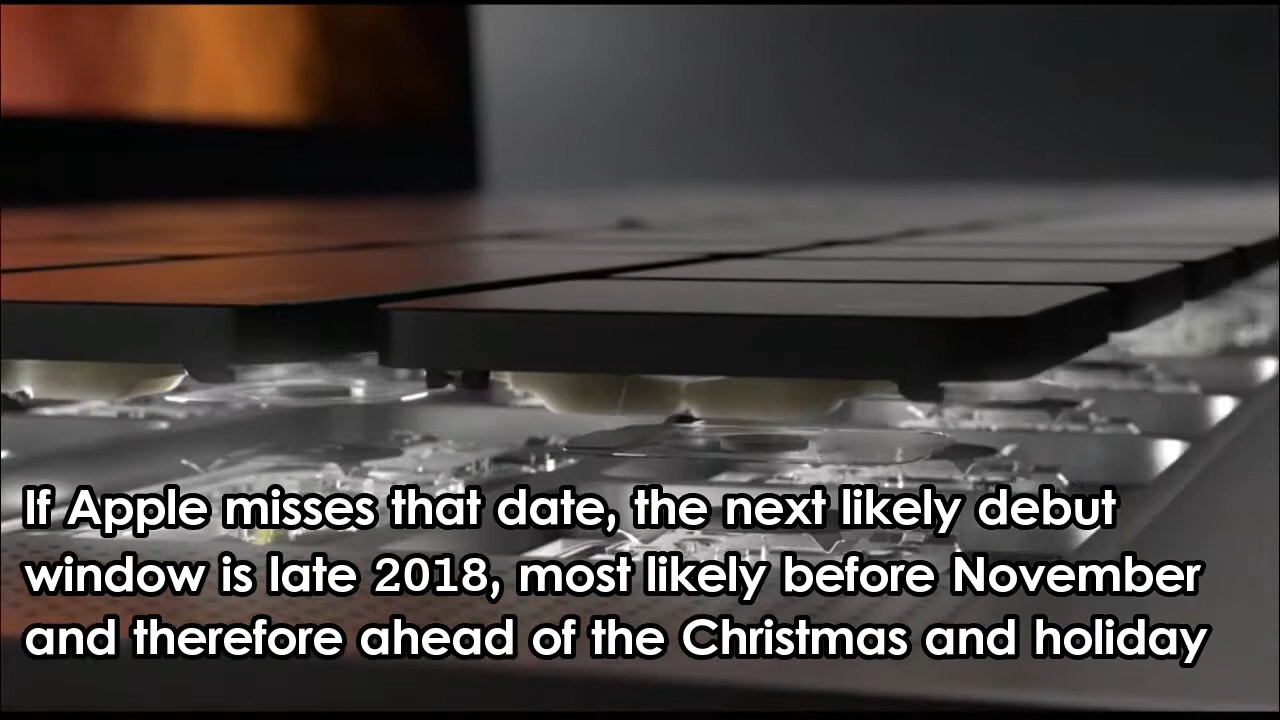 If Apple misses that date, the next likely debut
window is late 2018, most likely before November
and therefore ahead of the Christmas and holiday